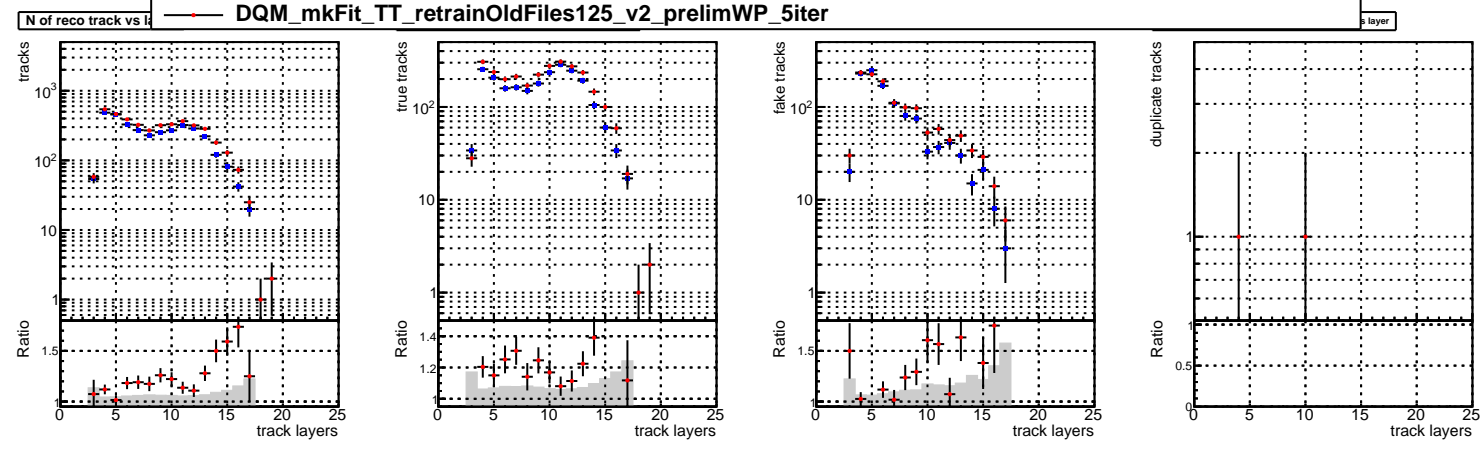 DQM_mkFit_TT_retrainOldFiles125_v2_prelimWP_5iter
N of reco track vs la
s layer
tracks
10³
10²
10
1
Ratio
1.5
1
0 5 10 15 20 25
track layers
true tracks
10²
10
1
Ratio
1.4
1.2
1
0 5 10 15 20 25
track layers
fake tracks
10²
10
1
Ratio
1.5
1
0 5 10 15 20 25
track layers
duplicate tracks
1
Ratio
1
0.5
0
0 5 10 15 20 25
track layers